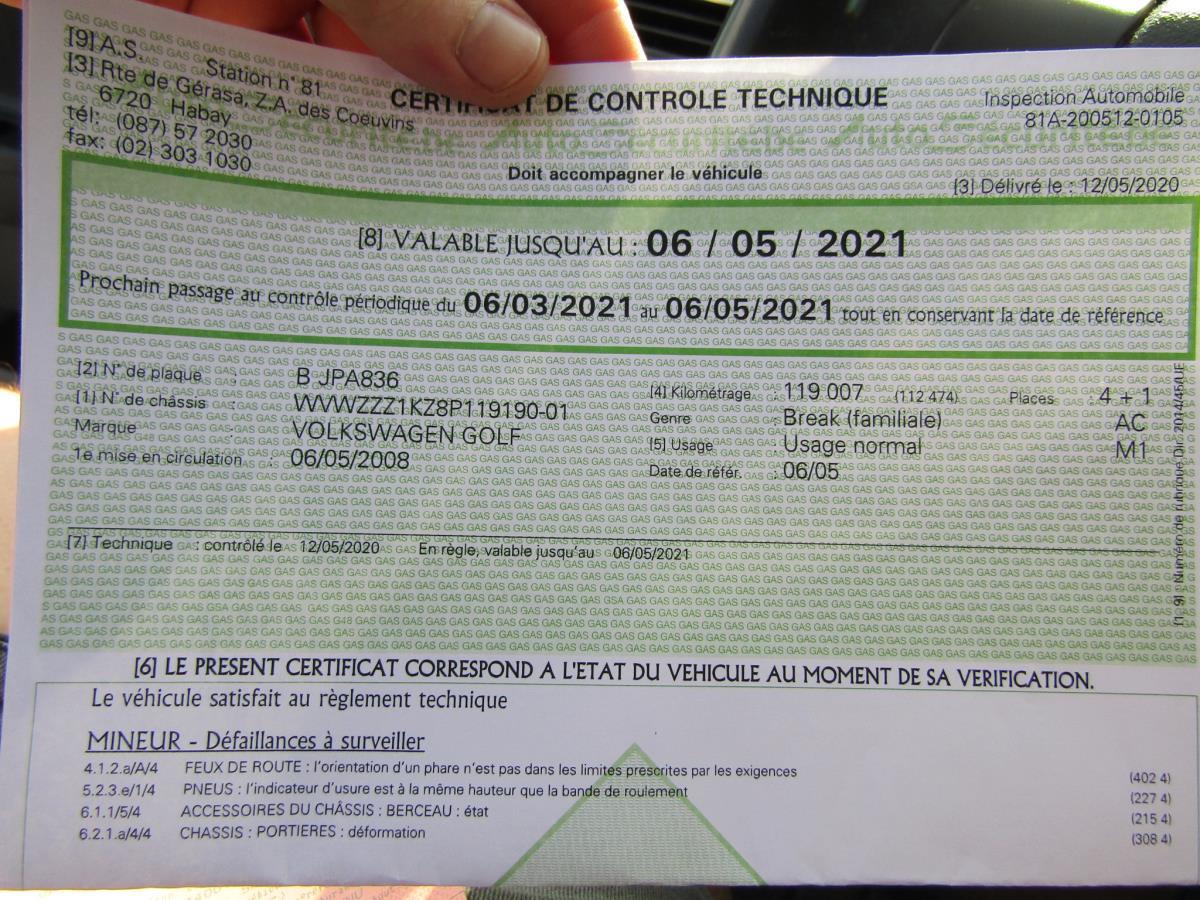 [9] A.S. Station n° 81
[3] Rte de Gérasa, Z.A. des Coeuvins
6720 Habay
tél: (087) 57 2030
fax: (02) 303 1030
CERTIFICAT DE CONTROLE TECHNIQUE
Inspection Automobile
81A-200512-0105
Doit accompagner le véhicule
[3] Délivré le : 12/05/2020
[8] VALABLE JUSQU'AU : 06 / 05 / 2021
Prochain passage au contrôle périodique du 06/03/2021 au 06/05/2021 tout en conservant la date de référence
[2] N° de plaque : B JPA836
[1] N° de châssis : WVWZZZ1KZ8P119190-01
Marque : VOLKSWAGEN GOLF
1e mise en circulation : 06/05/2008
[4] Kilométrage : 119 007 (112 474) Places : 4 + 1
Genre : Break (familiale) AC
[5] Usage : Usage normal M1
Date de référ. : 06/05
[19] Numéro de rubrique Dir. 2014/45/UE
[7] Technique : contrôlé le 12/05/2020 En règle, valable jusqu'au 06/05/2021
[6] LE PRESENT CERTIFICAT CORRESPOND A L'ETAT DU VEHICULE AU MOMENT DE SA VERIFICATION.
Le véhicule satisfait au règlement technique
MINEUR - Défaillances à surveiller
4.1.2.a/A/4 FEUX DE ROUTE : l'orientation d'un phare n'est pas dans les limites prescrites par les exigences (402 4)
5.2.3.e/1/4 PNEUS : l'indicateur d'usure est à la même hauteur que la bande de roulement (227 4)
6.1.1/5/4 ACCESSOIRES DU CHÂSSIS : BERCEAU : état (215 4)
6.2.1.a/4/4 CHASSIS : PORTIERES : déformation (308 4)